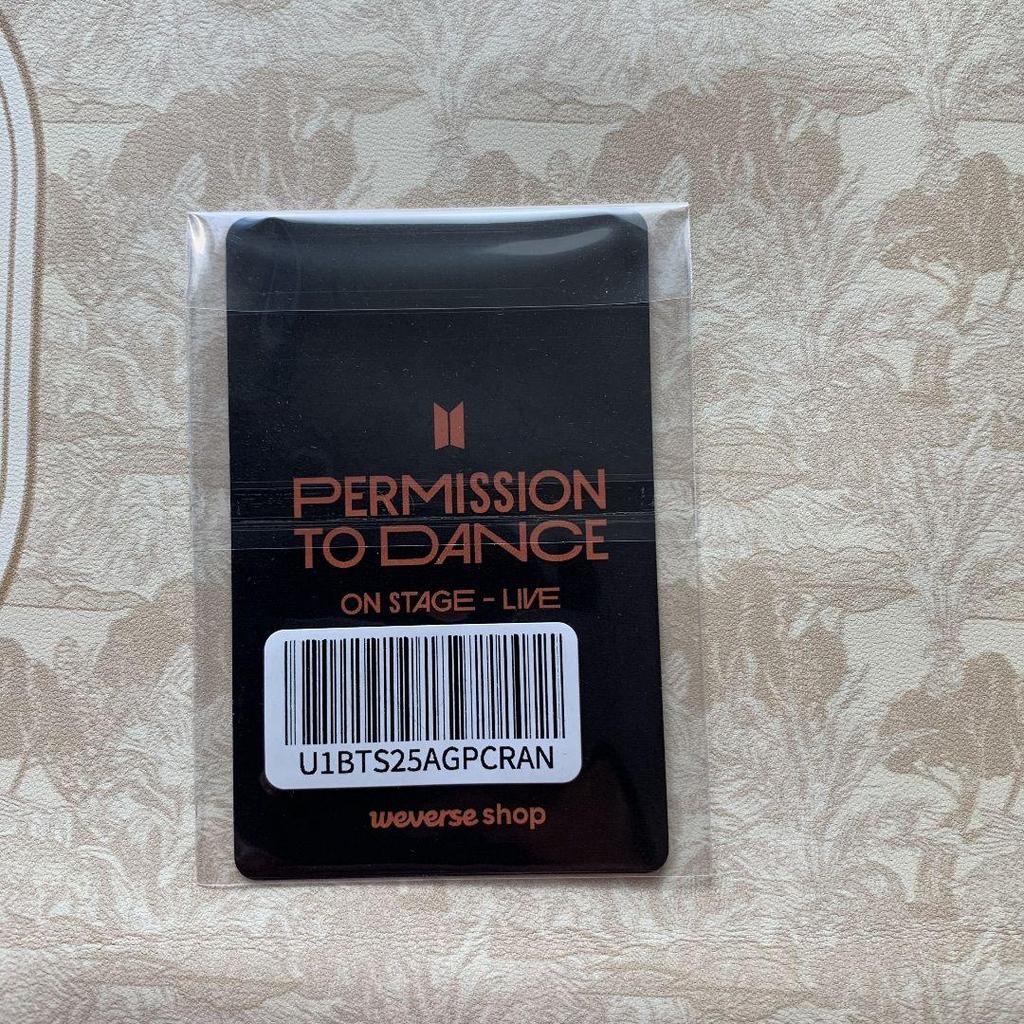 PERMISSION
TO DANCE
ON STAGE - LIVE
U1BTS25AGPCRAN
weverse shop